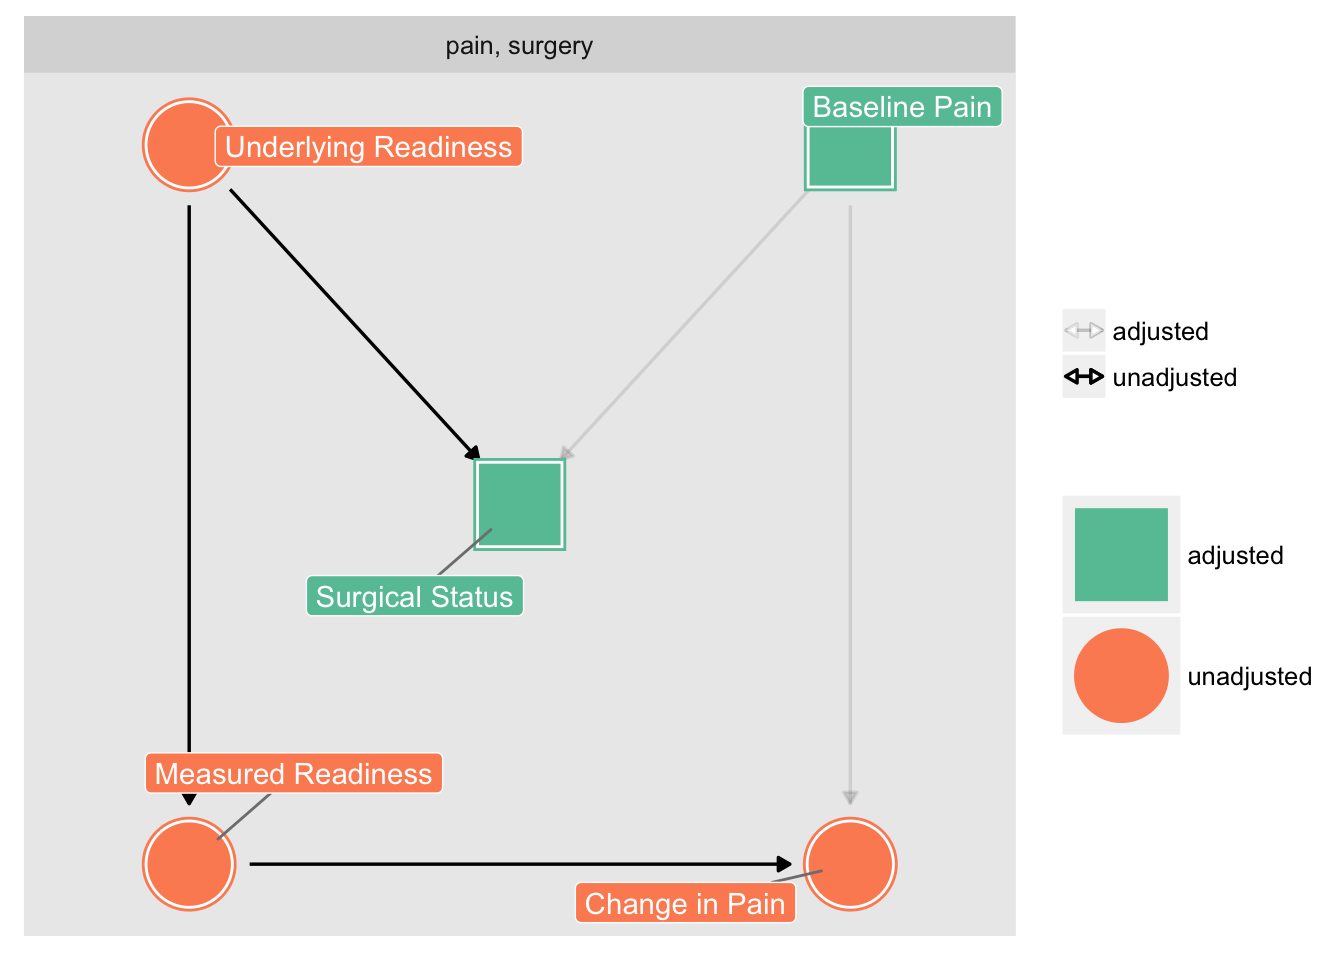 pain, surgery
Baseline Pain
Underlying Readiness
Surgical Status
Measured Readiness
Change in Pain
adjusted
unadjusted
adjusted
unadjusted